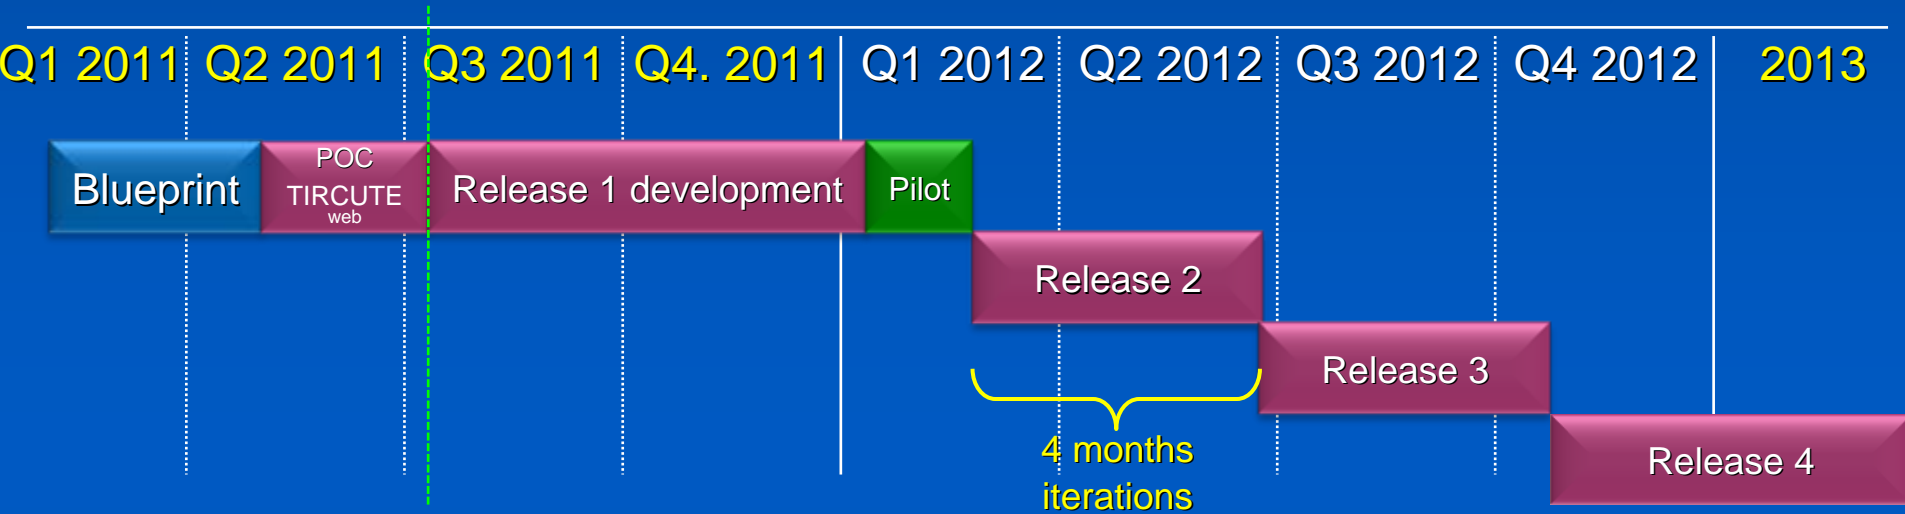 Q1 2011 Q2 2011 Q3 2011 Q4. 2011 Q1 2012 Q2 2012 Q3 2012 Q4 2012 2013
Blueprint
POC
TIRCUTE
web
Release 1 development
Pilot
Release 2
Release 3
4 months
iterations
Release 4